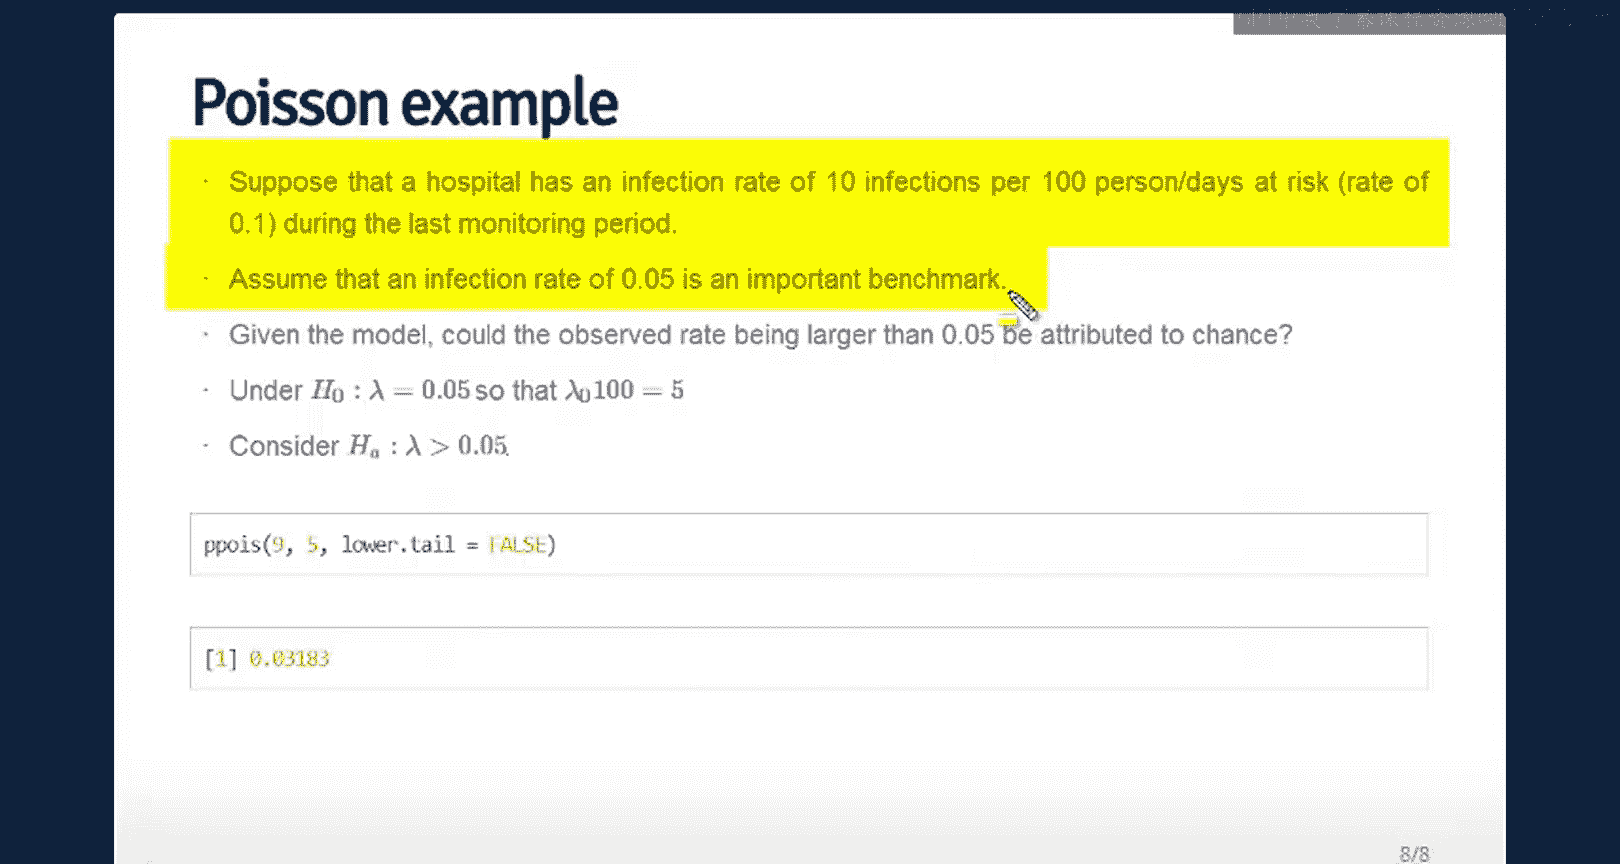 Poisson example
· Suppose that a hospital has an infection rate of 10 infections per 100 person/days at risk (rate of
0.1) during the last monitoring period.
· Assume that an infection rate of 0.05 is an important benchmark.
· Given the model, could the observed rate being larger than 0.05 be attributed to chance?
· Under H₀ : λ = 0.05 so that λ₀100 = 5
· Consider Hₐ : λ > 0.05.
ppois(9, 5, lower.tail = FALSE)
[1] 0.03183
8/8